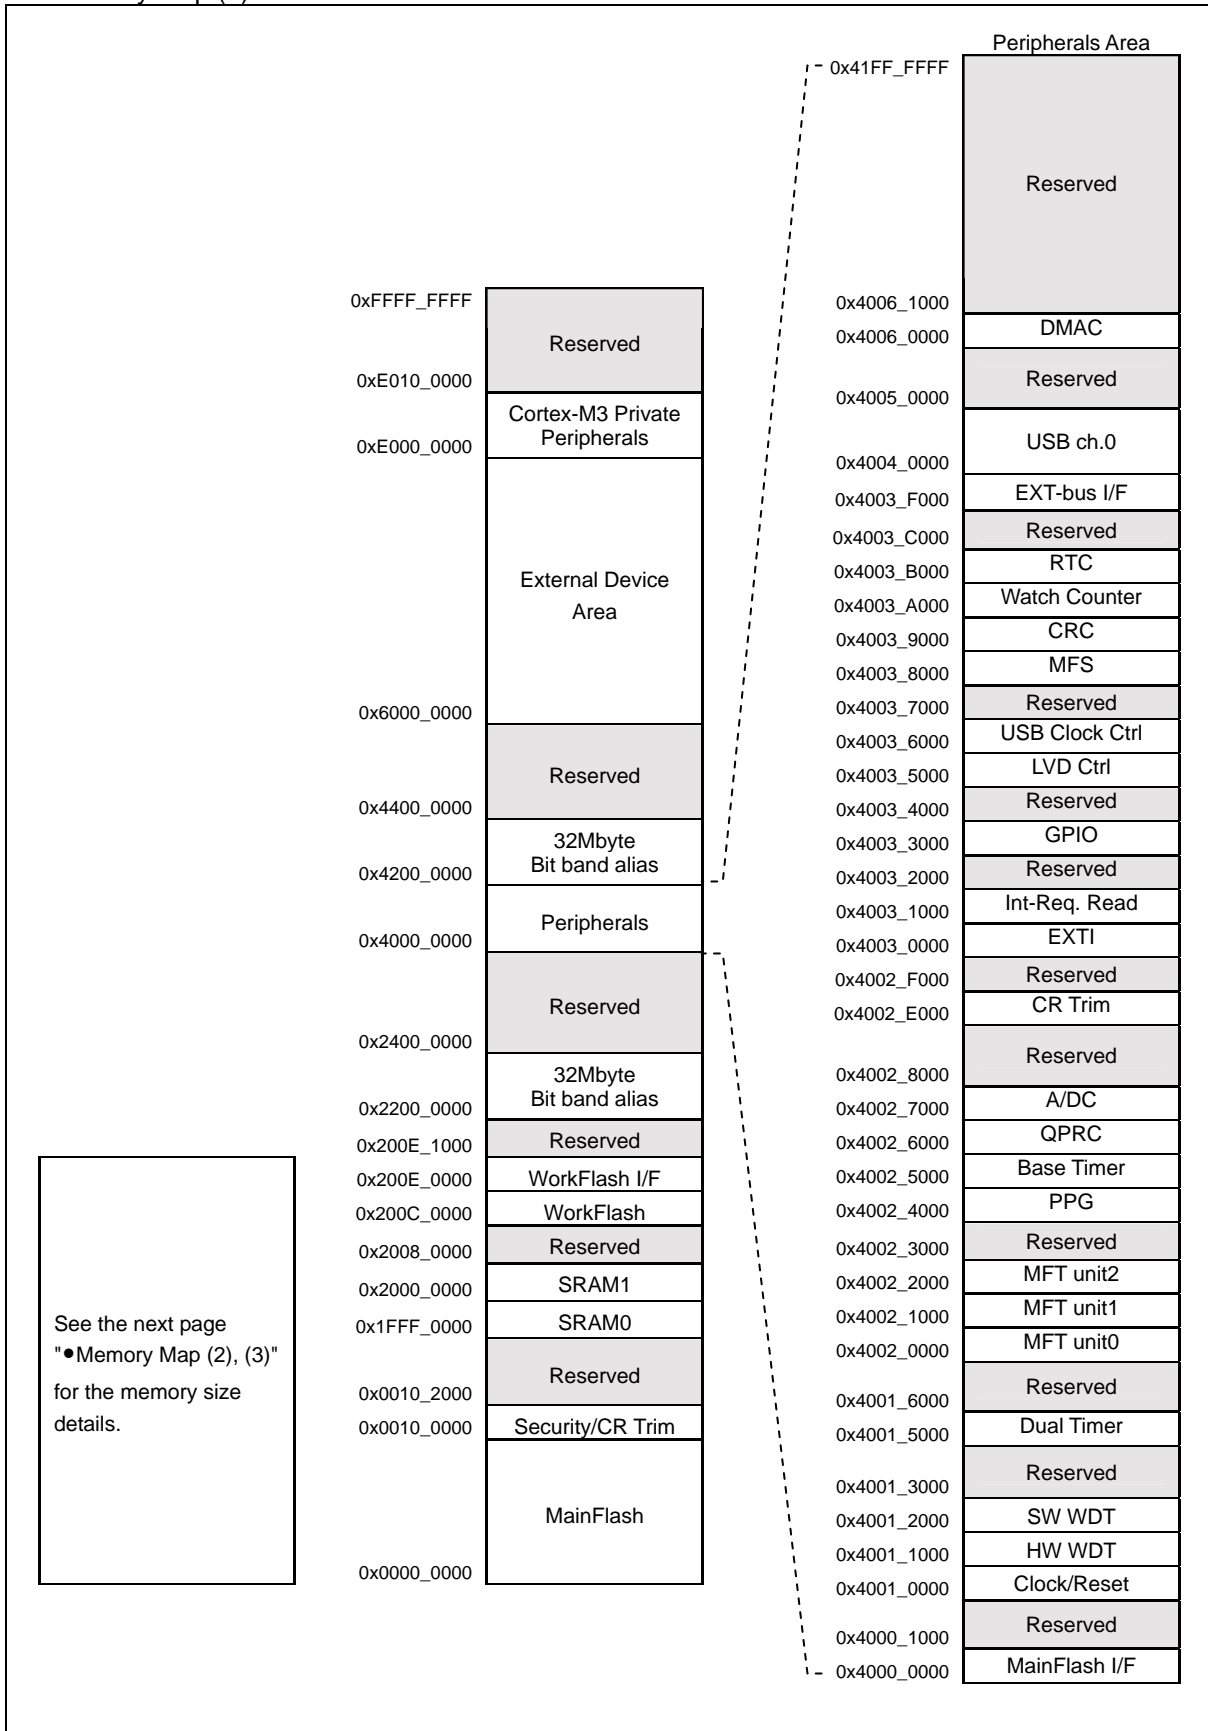 Peripherals Area
0x41FF_FFFF
Reserved
0x4006_1000
DMAC
0x4006_0000
Reserved
0x4005_0000
USB ch.0
0x4004_0000
EXT-bus I/F
0x4003_F000
Reserved
0x4003_C000
RTC
0x4003_B000
Watch Counter
0x4003_A000
CRC
0x4003_9000
MFS
0x4003_8000
Reserved
0x4003_7000
USB Clock Ctrl
0x4003_6000
LVD Ctrl
0x4003_5000
Reserved
0x4003_4000
GPIO
0x4003_3000
Reserved
0x4003_2000
Int-Req. Read
0x4003_1000
EXTI
0x4003_0000
Reserved
0x4002_F000
CR Trim
0x4002_E000
Reserved
0x4002_8000
A/DC
0x4002_7000
QPRC
0x4002_6000
Base Timer
0x4002_5000
PPG
0x4002_4000
Reserved
0x4002_3000
MFT unit2
0x4002_2000
MFT unit1
0x4002_1000
MFT unit0
0x4002_0000
Reserved
0x4001_6000
Dual Timer
0x4001_5000
Reserved
0x4001_3000
SW WDT
0x4001_2000
HW WDT
0x4001_1000
Clock/Reset
0x4001_0000
Reserved
0x4000_1000
MainFlash I/F
0x4000_0000
0xFFFF_FFFF
Reserved
0xE010_0000
Cortex-M3 Private
Peripherals
0xE000_0000
External Device
Area
0x6000_0000
Reserved
0x4400_0000
32Mbyte
Bit band alias
0x4200_0000
Peripherals
0x4000_0000
Reserved
0x2400_0000
32Mbyte
Bit band alias
0x2200_0000
Reserved
0x200E_1000
WorkFlash I/F
0x200E_0000
WorkFlash
0x200C_0000
Reserved
0x2008_0000
SRAM1
0x2000_0000
SRAM0
0x1FFF_0000
Reserved
0x0010_2000
Security/CR Trim
0x0010_0000
MainFlash
0x0000_0000
See the next page
"●Memory Map (2), (3)"
for the memory size
details.